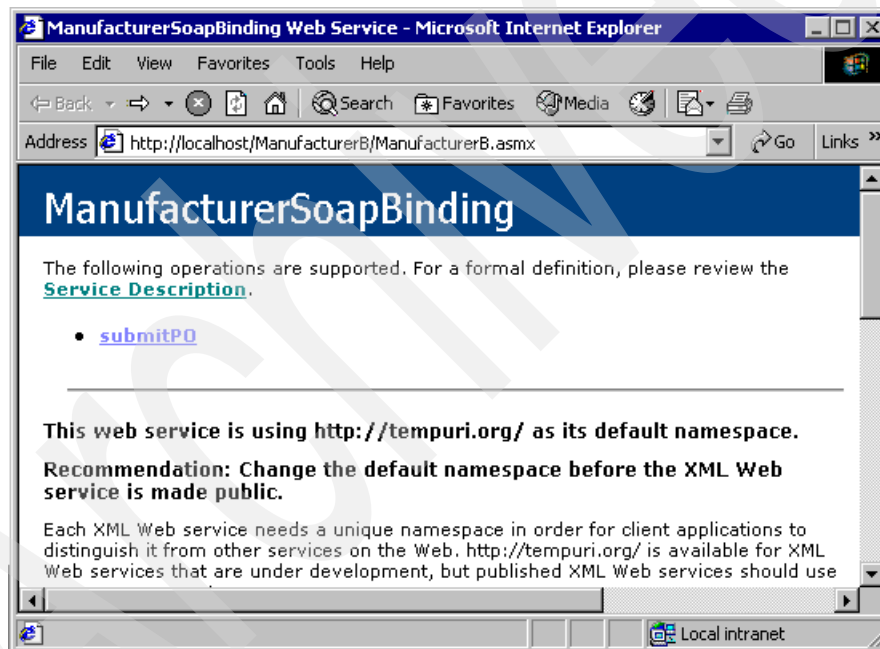 ManufacturerSoapBinding Web Service - Microsoft Internet Explorer
File Edit View Favorites Tools Help
Back Search Favorites Media
Address http://localhost/ManufacturerB/ManufacturerB.asmx Go Links »
ManufacturerSoapBinding
The following operations are supported. For a formal definition, please review the
Service Description.
• submitPO
This web service is using http://tempuri.org/ as its default namespace.
Recommendation: Change the default namespace before the XML Web
service is made public.
Each XML Web service needs a unique namespace in order for client applications to
distinguish it from other services on the Web. http://tempuri.org/ is available for XML
Web services that are under development, but published XML Web services should use
Local intranet